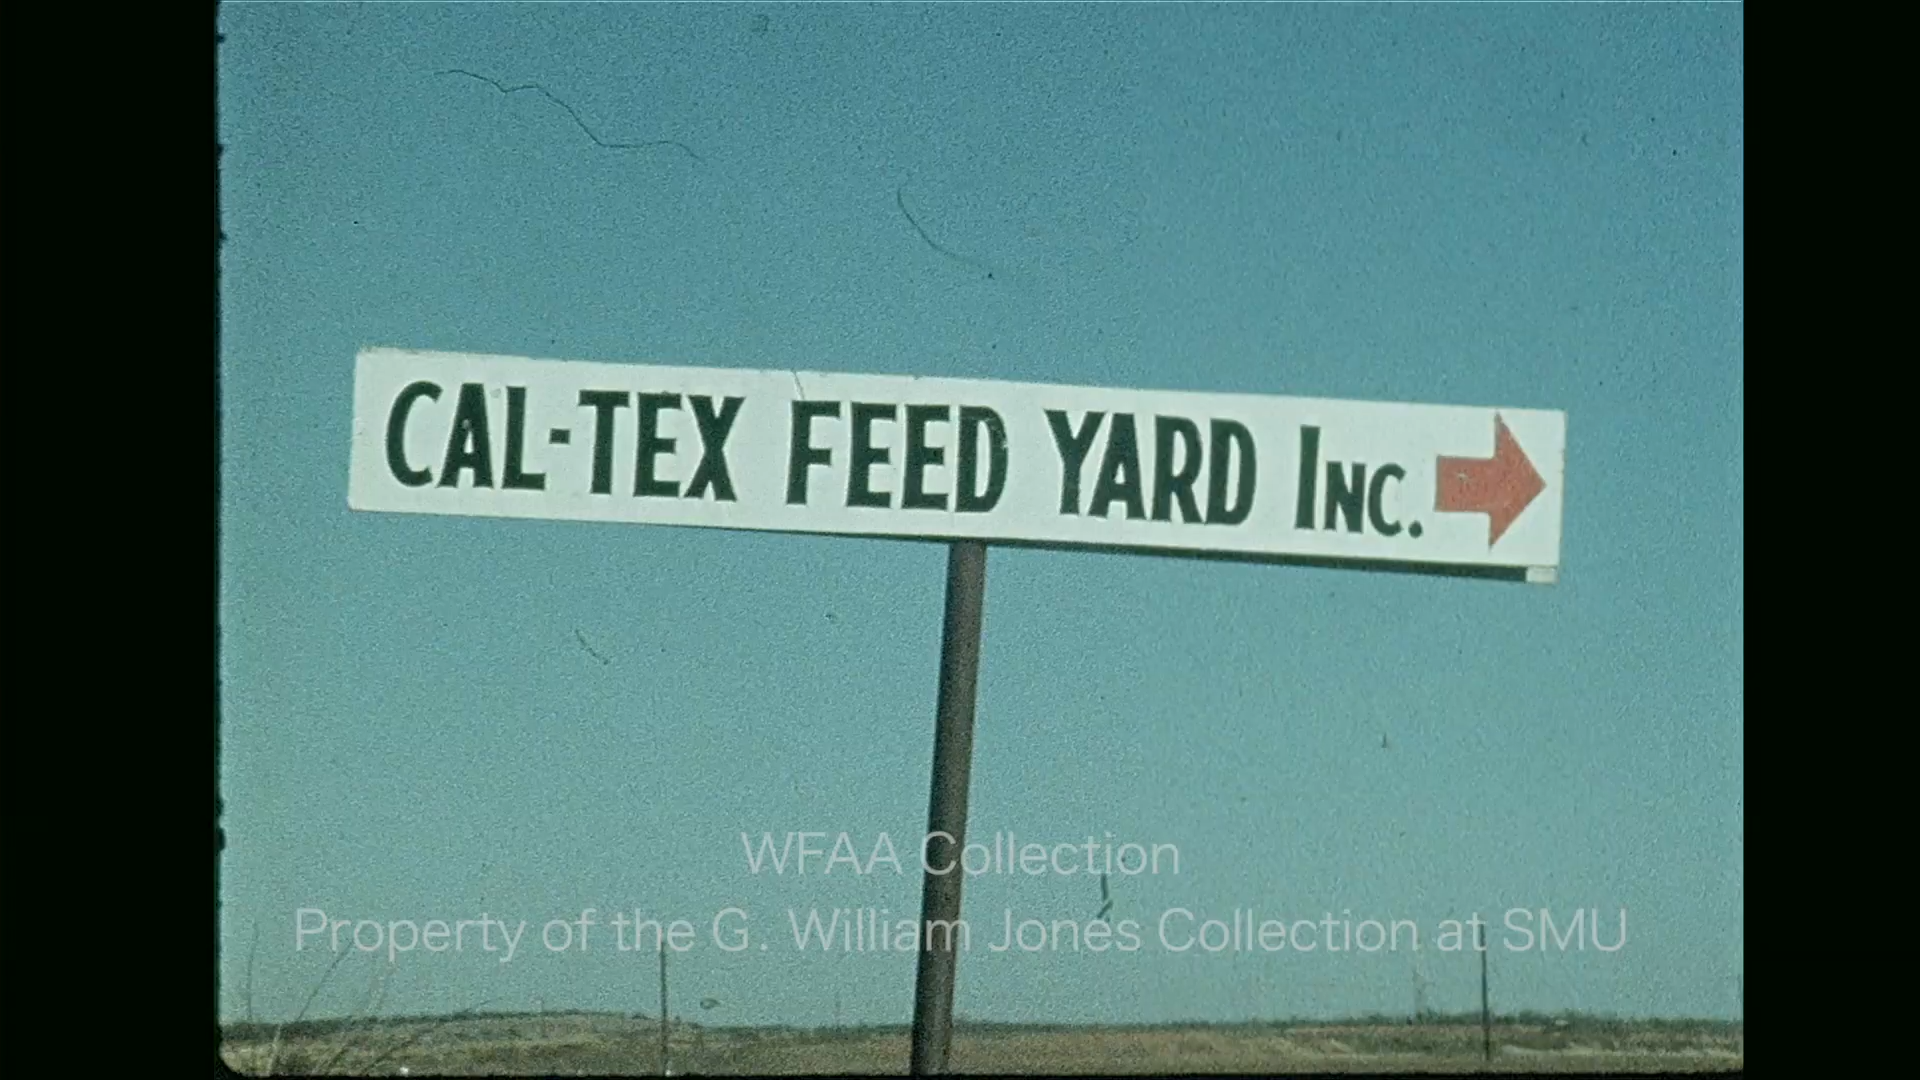 CAL-TEX FEED YARD INC.
WFAA Collection
Property of the G. William Jones Collection at SMU